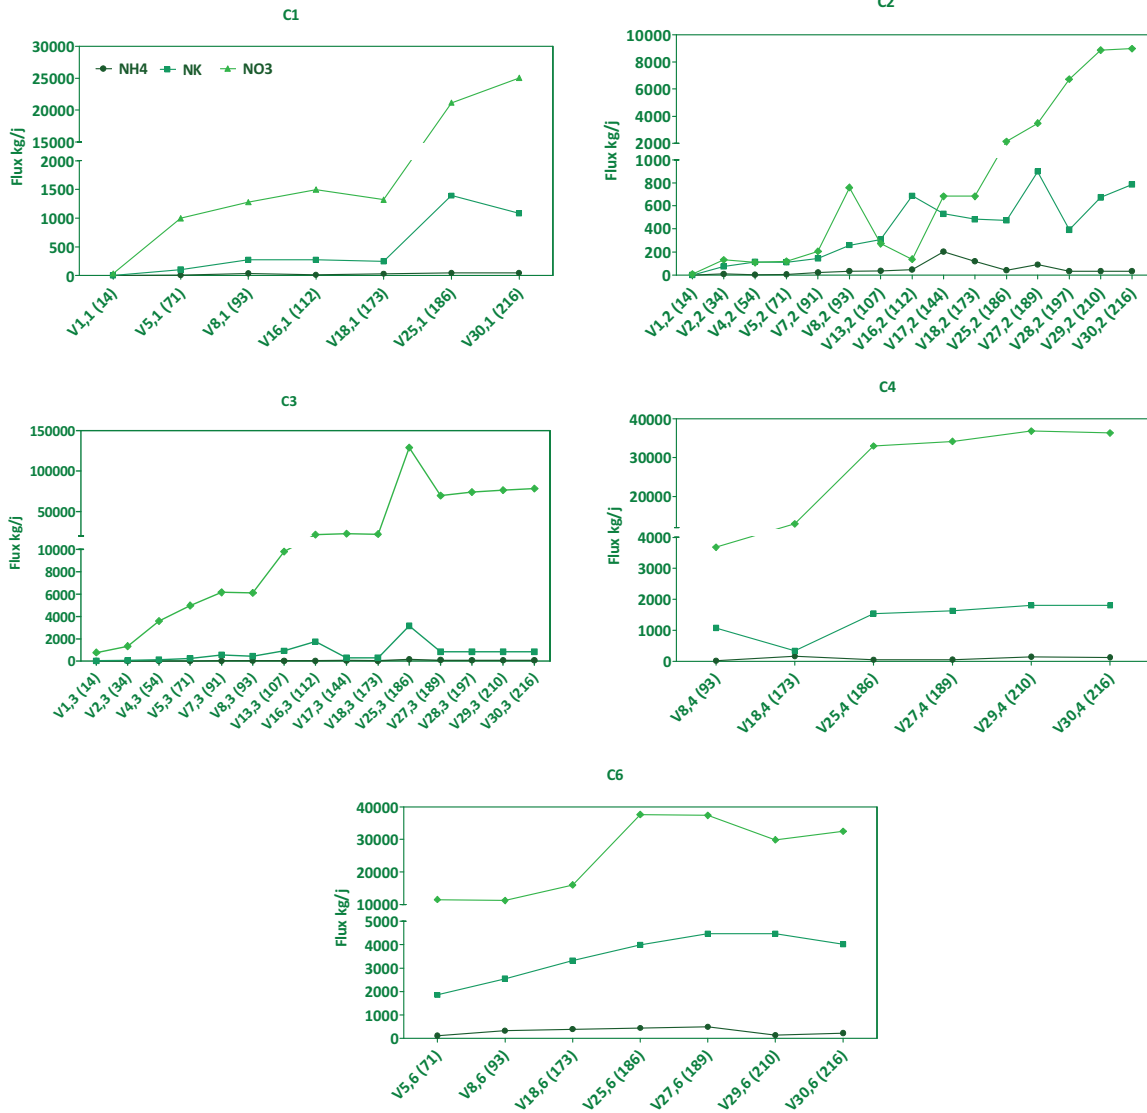 C1
Flux kg/j
30000
25000
20000
15000
2000
1500
1000
500
0
NH4 NK NO3
V1,1 (14)
V5,1 (71)
V8,1 (93)
V16,1 (112)
V18,1 (173)
V25,1 (186)
V30,1 (216)
C2
Flux kg/j
10000
8000
6000
4000
2000
1000
800
600
400
200
0
V1,2 (14)
V2,2 (34)
V4,2 (54)
V5,2 (71)
V7,2 (91)
V8,2 (93)
V13,2 (107)
V16,2 (112)
V17,2 (144)
V18,2 (173)
V25,2 (186)
V27,2 (189)
V28,2 (197)
V29,2 (210)
V30,2 (216)
C3
Flux kg/j
150000
100000
50000
10000
8000
6000
4000
2000
0
V1,3 (14)
V2,3 (34)
V4,3 (54)
V5,3 (71)
V7,3 (91)
V8,3 (93)
V13,3 (107)
V16,3 (112)
V17,3 (144)
V18,3 (173)
V25,3 (186)
V27,3 (189)
V28,3 (197)
V29,3 (210)
V30,3 (216)
C4
Flux kg/j
40000
30000
20000
4000
3000
2000
1000
0
V8,4 (93)
V18,4 (173)
V25,4 (186)
V27,4 (189)
V29,4 (210)
V30,4 (216)
C6
Flux kg/j
40000
30000
20000
10000
5000
4000
3000
2000
1000
0
V5,6 (71)
V8,6 (93)
V18,6 (173)
V25,6 (186)
V27,6 (189)
V29,6 (210)
V30,6 (216)